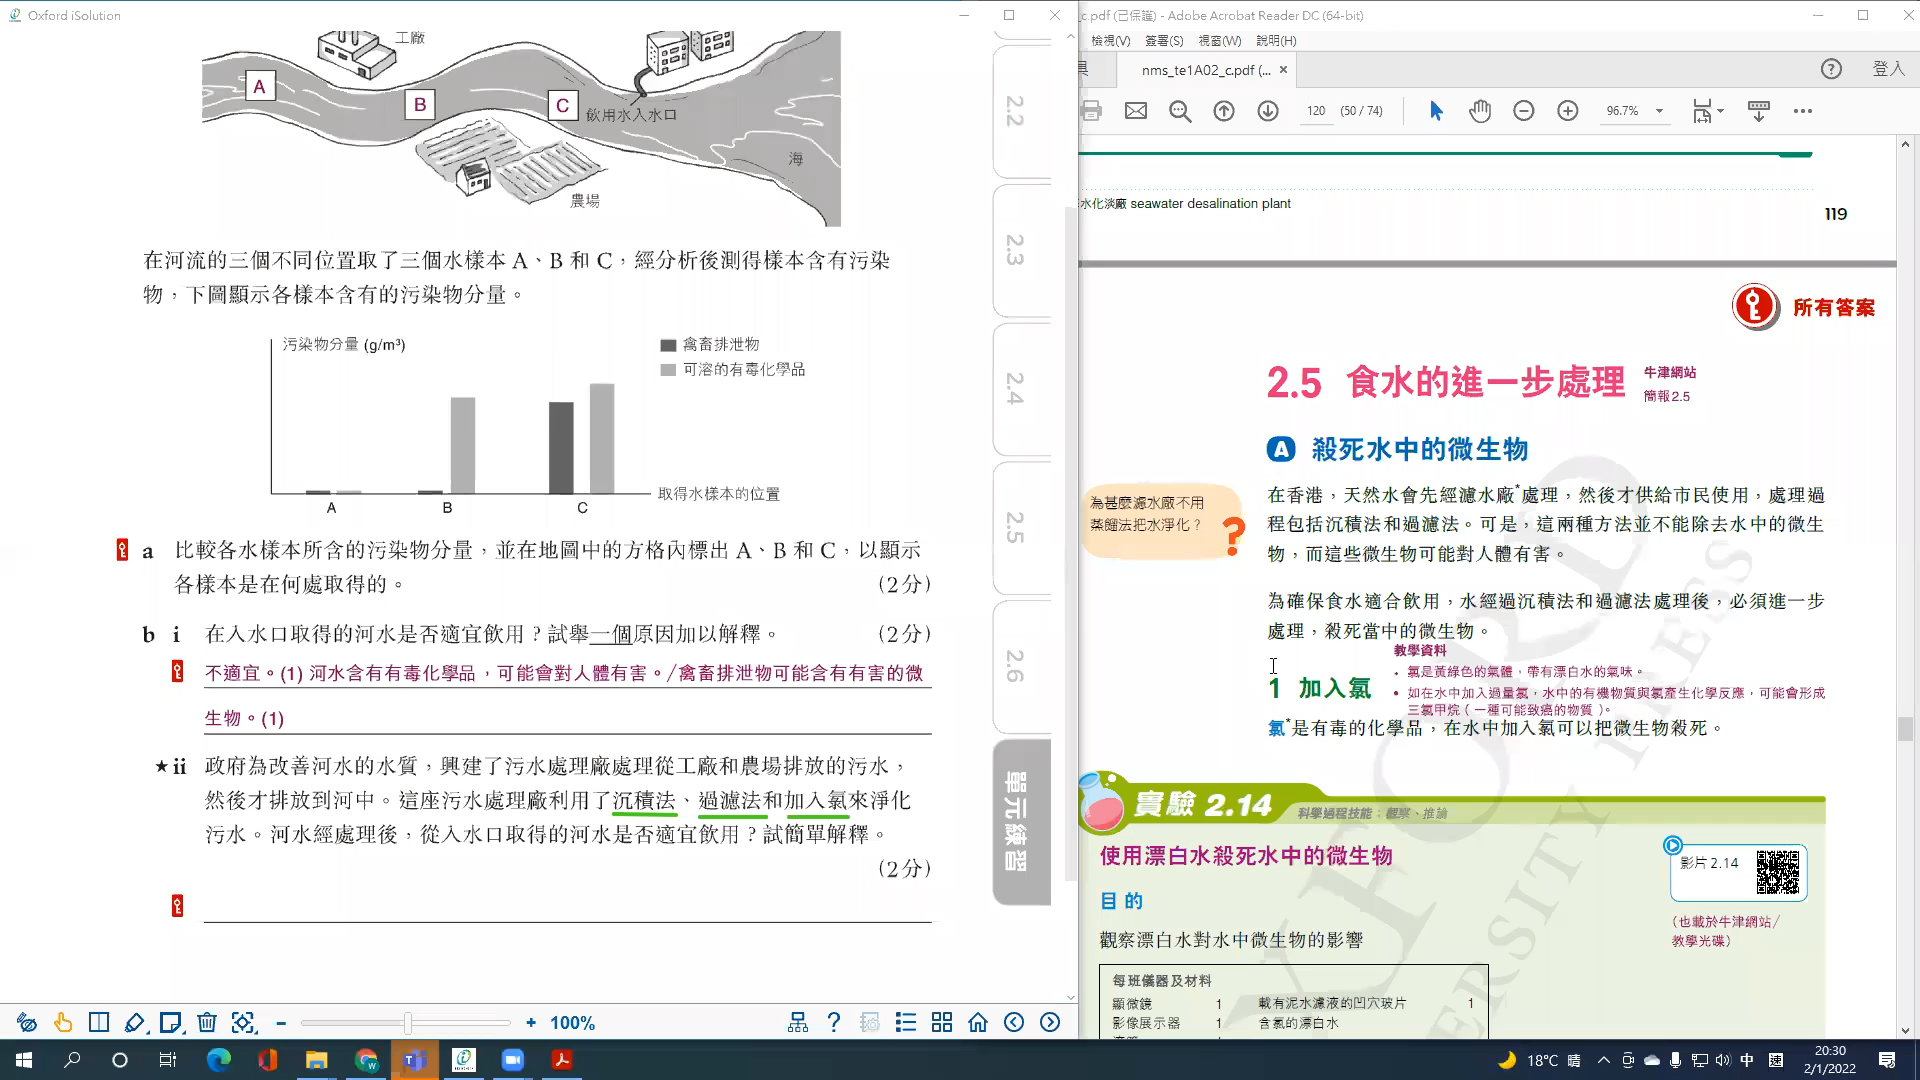 Oxford iSolution
工廠
A
B
C
飲用水入水口
海
農場
在河流的三個不同位置取了三個水樣本 A、B 和 C，經分析後測得樣本含有污染
物，下圖顯示各樣本含有的污染物分量。
污染物分量 (g/m³)
禽畜排泄物
可溶的有毒化學品
取得水樣本的位置
A
B
C
a 比較各水樣本所含的污染物分量，並在地圖中的方格內標出 A、B 和 C，以顯示
各樣本是在何處取得的。 (2分)
b i 在入水口取得的河水是否適宜飲用？試舉一個原因加以解釋。 (2分)
不適宜。(1) 河水含有有毒化學品，可能會對人體有害。/禽畜排泄物可能含有有害的微
生物。(1)
★ ii 政府為改善河水的水質，興建了污水處理廠處理從工廠和農場排放的污水，
然後才排放到河中。這座污水處理廠利用了沉積法、過濾法和加入氯來淨化
污水。河水經處理後，從入水口取得的河水是否適宜飲用？試簡單解釋。
(2分)
2.2
2.3
2.4
2.5
2.6
單元練習
100%
_c.pdf (已保護) - Adobe Acrobat Reader DC (64-bit)
檢視(V) 簽署(S) 視窗(W) 說明(H)
具
nms_te1A02_c.pdf (... ×
登入
120 (50 / 74)
96.7%
水化淡廠 seawater desalination plant
119
所有答案
2.5 食水的進一步處理
牛津網站
簡報2.5
A 殺死水中的微生物
為甚麼濾水廠不用
蒸餾法把水淨化？
在香港，天然水會先經濾水廠*處理，然後才供給市民使用，處理過
程包括沉積法和過濾法。可是，這兩種方法並不能除去水中的微生
物，而這些微生物可能對人體有害。
為確保食水適合飲用，水經過沉積法和過濾法處理後，必須進一步
處理，殺死當中的微生物。
教學資料
• 氯是黃綠色的氣體，帶有漂白水的氣味。
1 加入氯
• 如在水中加入過量氯，水中的有機物質與氯產生化學反應，可能會形成
三氯甲烷（一種可能致癌的物質）。
氯*是有毒的化學品，在水中加入氯可以把微生物殺死。
實驗 2.14 科學過程技能：觀察、推論
使用漂白水殺死水中的微生物
影片 2.14
目的
（也載於牛津網站/
教學光碟）
觀察漂白水對水中微生物的影響
每班儀器及材料
顯微鏡 1 載有泥水濾液的凹穴玻片 1
影像展示器 1 含氯的漂白水
18°C 晴
中
20:30
2/1/2022